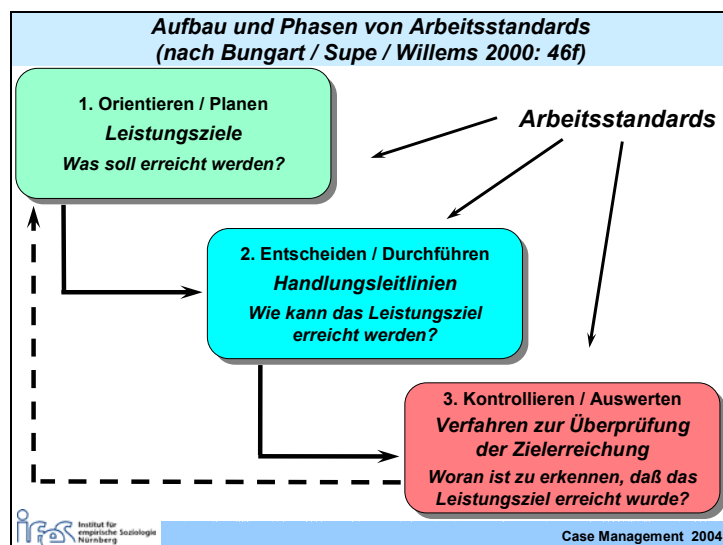 Aufbau und Phasen von Arbeitsstandards
(nach Bungart / Supe / Willems 2000: 46f)
1. Orientieren / Planen
Leistungsziele
Was soll erreicht werden?
Arbeitsstandards
2. Entscheiden / Durchführen
Handlungsleitlinien
Wie kann das Leistungsziel
erreicht werden?
3. Kontrollieren / Auswerten
Verfahren zur Überprüfung
der Zielerreichung
Woran ist zu erkennen, daß das
Leistungsziel erreicht wurde?
ifes
Institut für
empirische Soziologie
Nürnberg
Case Management 2004